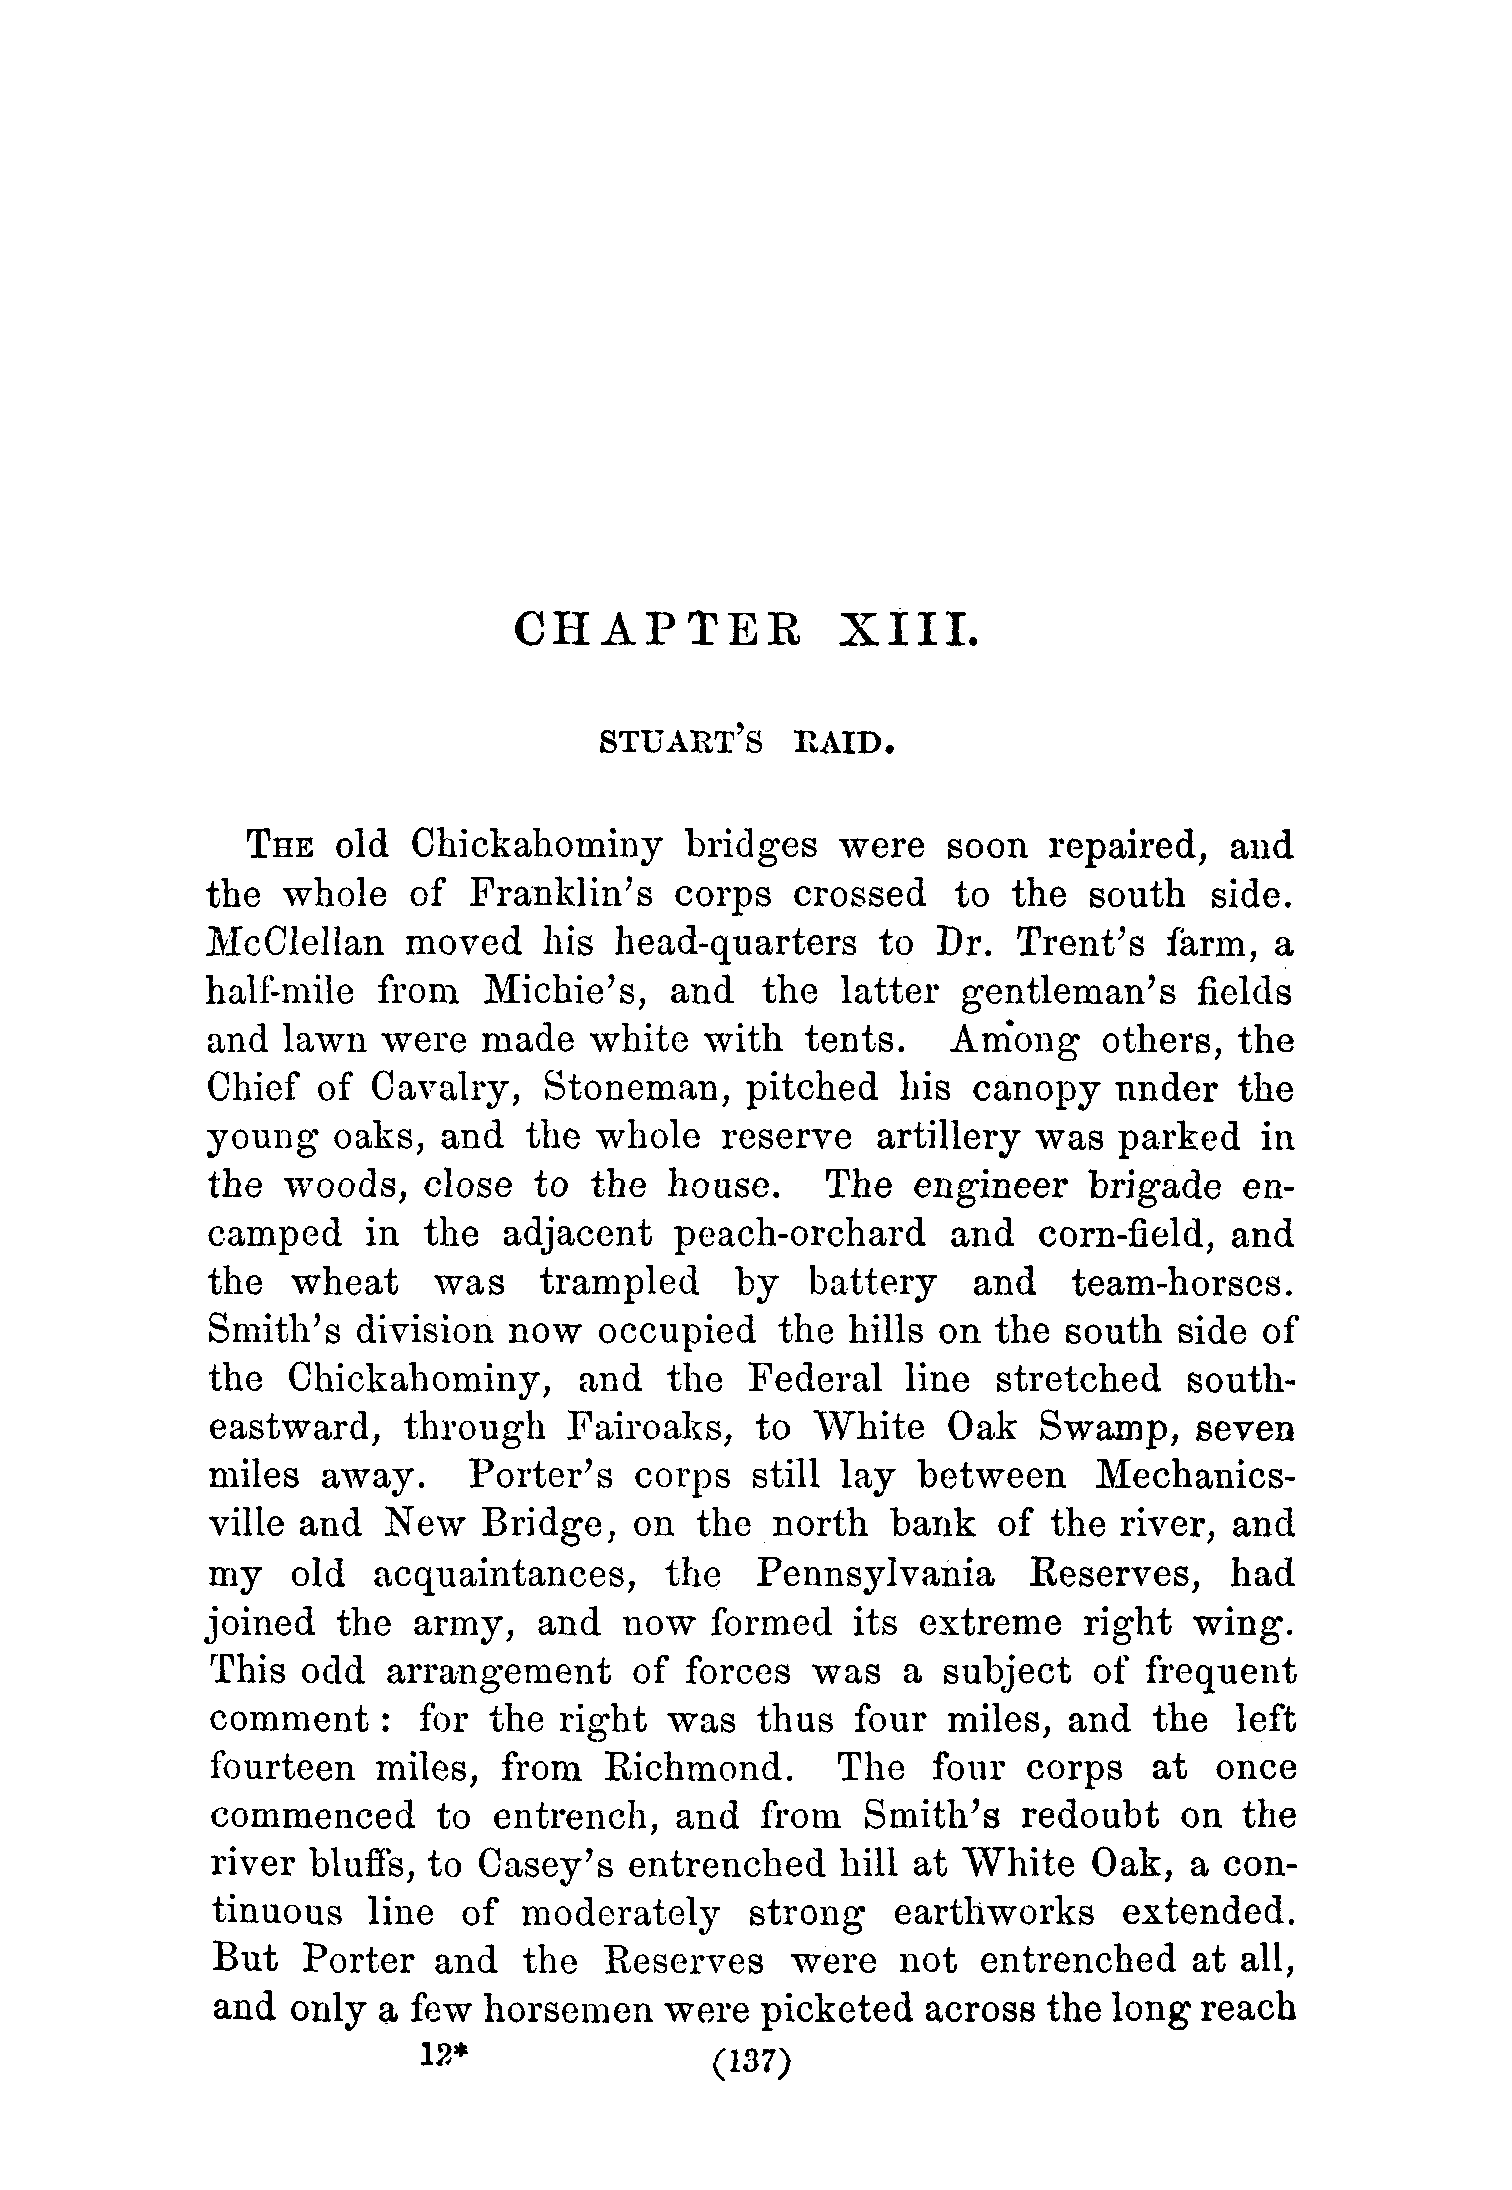 CHAPTER XIII.
STUART'S RAID.
THE old Chickahominy bridges were soon repaired, and
the whole of Franklin's corps crossed to the south side.
McClellan moved his head-quarters to Dr. Trent's farm, a
half-mile from Michie's, and the latter gentleman's fields
and lawn were made white with tents. Among others, the
Chief of Cavalry, Stoneman, pitched his canopy under the
young oaks, and the whole reserve artillery was parked in
the woods, close to the house. The engineer brigade en-
camped in the adjacent peach-orchard and corn-field, and
the wheat was trampled by battery and team-horses.
Smith's division now occupied the hills on the south side of
the Chickahominy, and the Federal line stretched south-
eastward, through Fairoaks, to White Oak Swamp, seven
miles away. Porter's corps still lay between Mechanics-
ville and New Bridge, on the north bank of the river, and
my old acquaintances, the Pennsylvania Reserves, had
joined the army, and now formed its extreme right wing.
This odd arrangement of forces was a subject of frequent
comment: for the right was thus four miles, and the left
fourteen miles, from Richmond. The four corps at once
commenced to entrench, and from Smith's redoubt on the
river bluffs, to Casey's entrenched hill at White Oak, a con-
tinuous line of moderately strong earthworks extended.
But Porter and the Reserves were not entrenched at all,
and only a few horsemen were picketed across the long reach
12* (137)